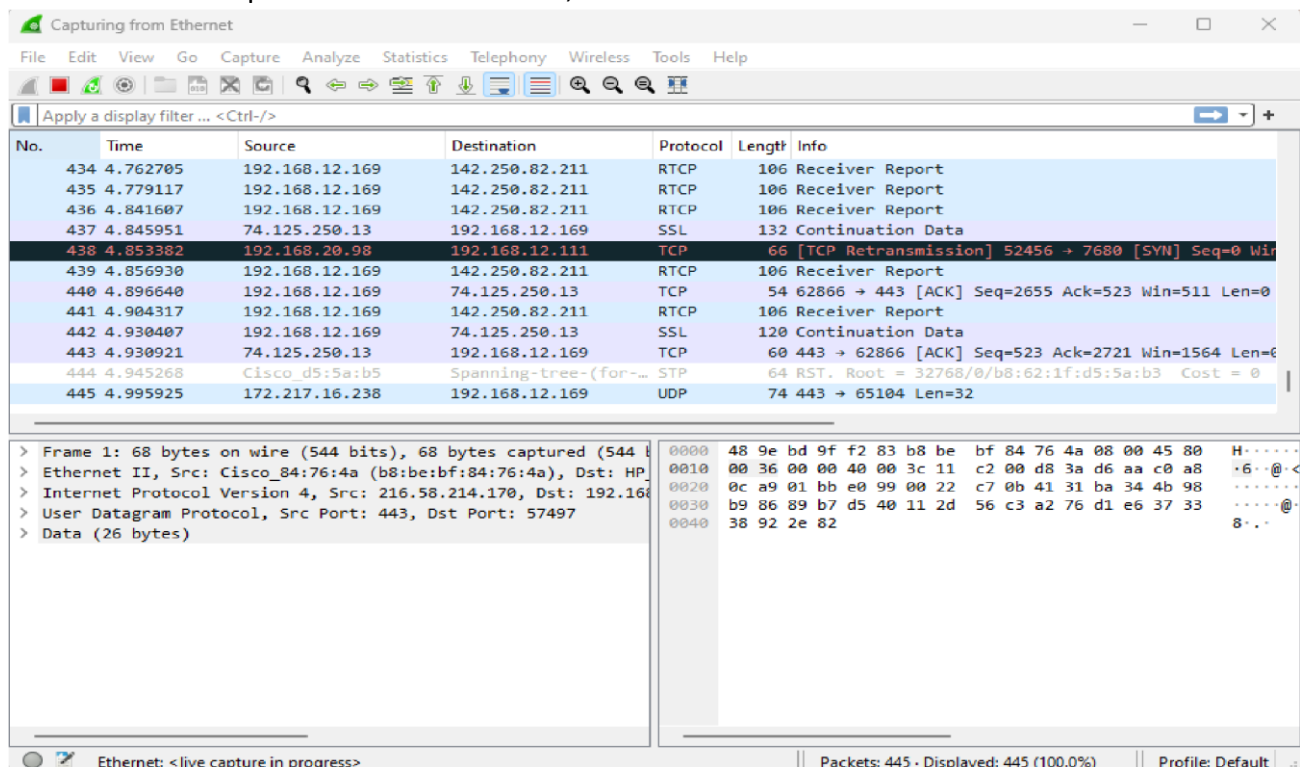 Capturing from Ethernet
File Edit View Go Capture Analyze Statistics Telephony Wireless Tools Help
Apply a display filter ... <Ctrl-/>
No. Time Source Destination Protocol Length Info
434 4.762705 192.168.12.169 142.250.82.211 RTCP 106 Receiver Report
435 4.779117 192.168.12.169 142.250.82.211 RTCP 106 Receiver Report
436 4.841607 192.168.12.169 142.250.82.211 RTCP 106 Receiver Report
437 4.845951 74.125.250.13 192.168.12.169 SSL 132 Continuation Data
438 4.853382 192.168.20.98 192.168.12.111 TCP 66 [TCP Retransmission] 52456 → 7680 [SYN] Seq=0 Win
439 4.856930 192.168.12.169 142.250.82.211 RTCP 106 Receiver Report
440 4.896640 192.168.12.169 74.125.250.13 TCP 54 62866 → 443 [ACK] Seq=2655 Ack=523 Win=511 Len=0
441 4.904317 192.168.12.169 142.250.82.211 RTCP 106 Receiver Report
442 4.930407 192.168.12.169 74.125.250.13 SSL 120 Continuation Data
443 4.930921 74.125.250.13 192.168.12.169 TCP 60 443 → 62866 [ACK] Seq=523 Ack=2721 Win=1564 Len=0
444 4.945268 Cisco_d5:5a:b5 Spanning-tree-(for-… STP 64 RST. Root = 32768/0/b8:62:1f:d5:5a:b3 Cost = 0
445 4.995925 172.217.16.238 192.168.12.169 UDP 74 443 → 65104 Len=32
> Frame 1: 68 bytes on wire (544 bits), 68 bytes captured (544 b
> Ethernet II, Src: Cisco_84:76:4a (b8:be:bf:84:76:4a), Dst: HP_
> Internet Protocol Version 4, Src: 216.58.214.170, Dst: 192.168
> User Datagram Protocol, Src Port: 443, Dst Port: 57497
> Data (26 bytes)
0000 48 9e bd 9f f2 83 b8 be bf 84 76 4a 08 00 45 80 H······
0010 00 36 00 00 40 00 3c 11 c2 00 d8 3a d6 aa c0 a8 ·6··@·<
0020 0c a9 01 bb e0 99 00 22 c7 0b 41 31 ba 34 4b 98 ·······
0030 b9 86 89 b7 d5 40 11 2d 56 c3 a2 76 d1 e6 37 33 ·····@·
0040 38 92 2e 82 8·.·
Ethernet: <live capture in progress> Packets: 445 · Displayed: 445 (100.0%) Profile: Default